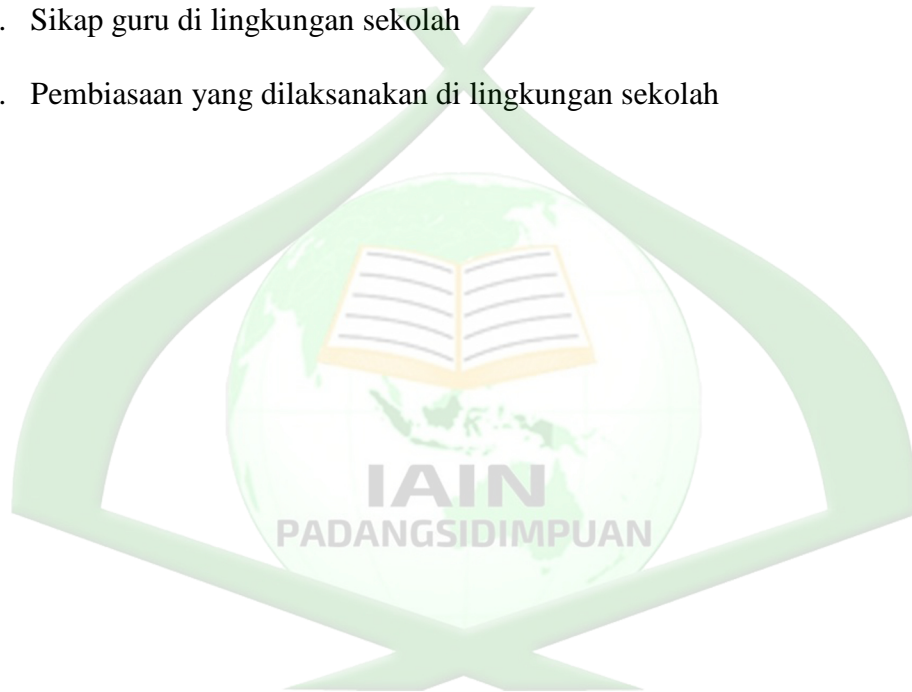 . Sikap guru di lingkungan sekolah
. Pembiasaan yang dilaksanakan di lingkungan sekolah
IAIN
PADANGSIDIMPUAN